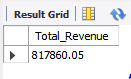 Result Grid
Total_Revenue
817860.05